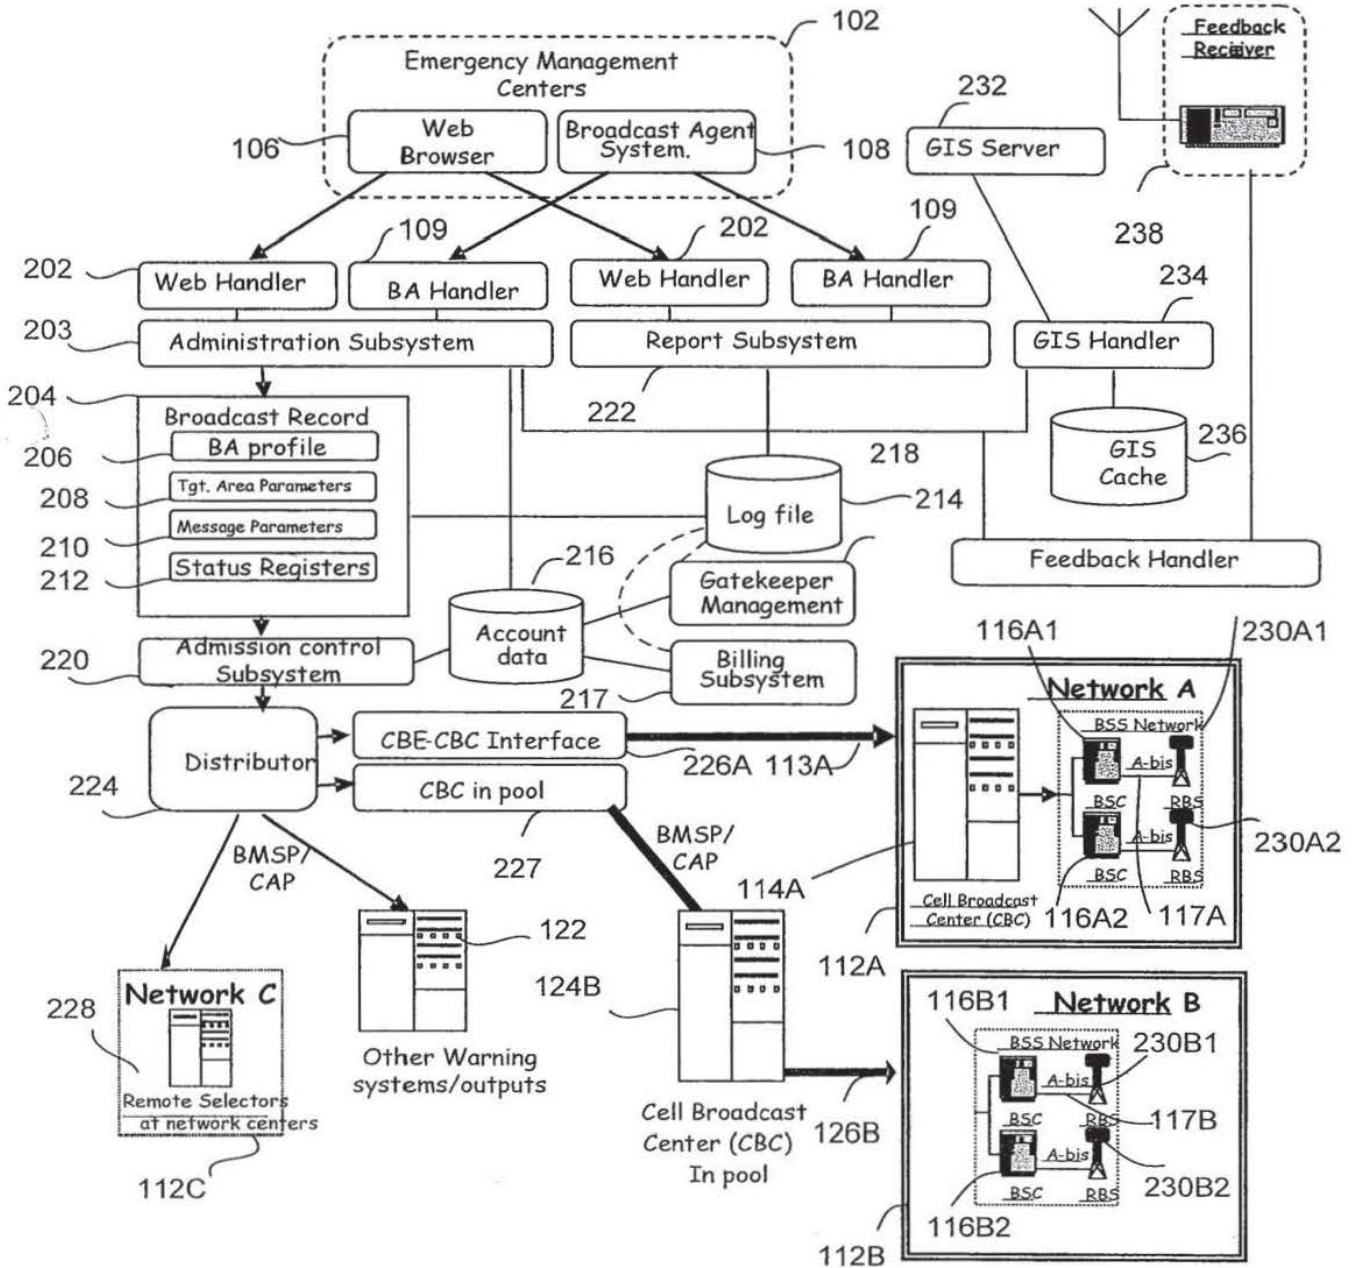 102
Feedback
Receiver
Emergency Management
Centers
232
Web
Browser
Broadcast Agent
System.
106
108
GIS Server
238
109
202
109
202
Web Handler
BA Handler
Web Handler
BA Handler
234
203
Administration Subsystem
Report Subsystem
GIS Handler
204
222
Broadcast Record
BA profile
206
Tgt. Area Parameters
208
Message Parameters
210
Status Registers
212
218
214
Log file
GIS
Cache
236
Feedback Handler
216
Gatekeeper
Management
Account
data
Billing
Subsystem
217
220
Admission control
Subsystem
116A1
230A1
Network A
BSS Network
A-bis
BSC
RBS
A-bis
BSC
RBS
230A2
Cell Broadcast
Center (CBC)
116A2
117A
114A
112A
Distributor
224
CBE-CBC Interface
226A
113A
CBC in pool
227
BMSP/
CAP
BMSP/
CAP
122
124B
Network C
228
Remote Selectors
at network centers
112C
Other Warning
systems/outputs
Cell Broadcast
Center (CBC)
In pool
126B
116B1
Network B
BSS Network
230B1
A-bis
117B
BSC
RBS
A-bis
230B2
BSC
RBS
116B2
112B